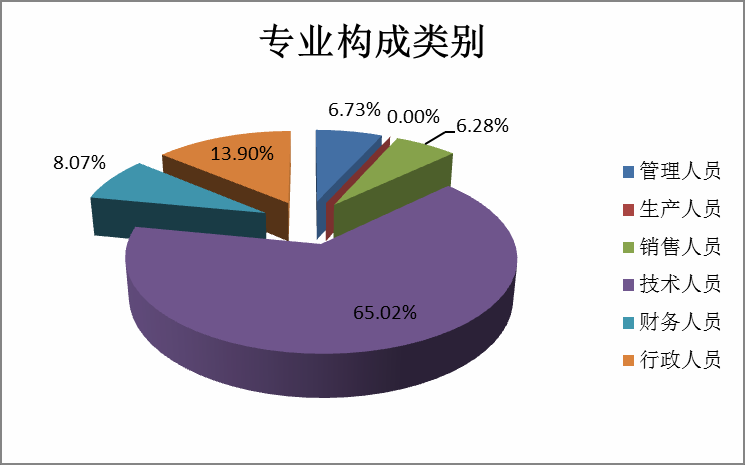 专业构成类别
6.73%
0.00%
6.28%
13.90%
8.07%
65.02%
管理人员
生产人员
销售人员
技术人员
财务人员
行政人员